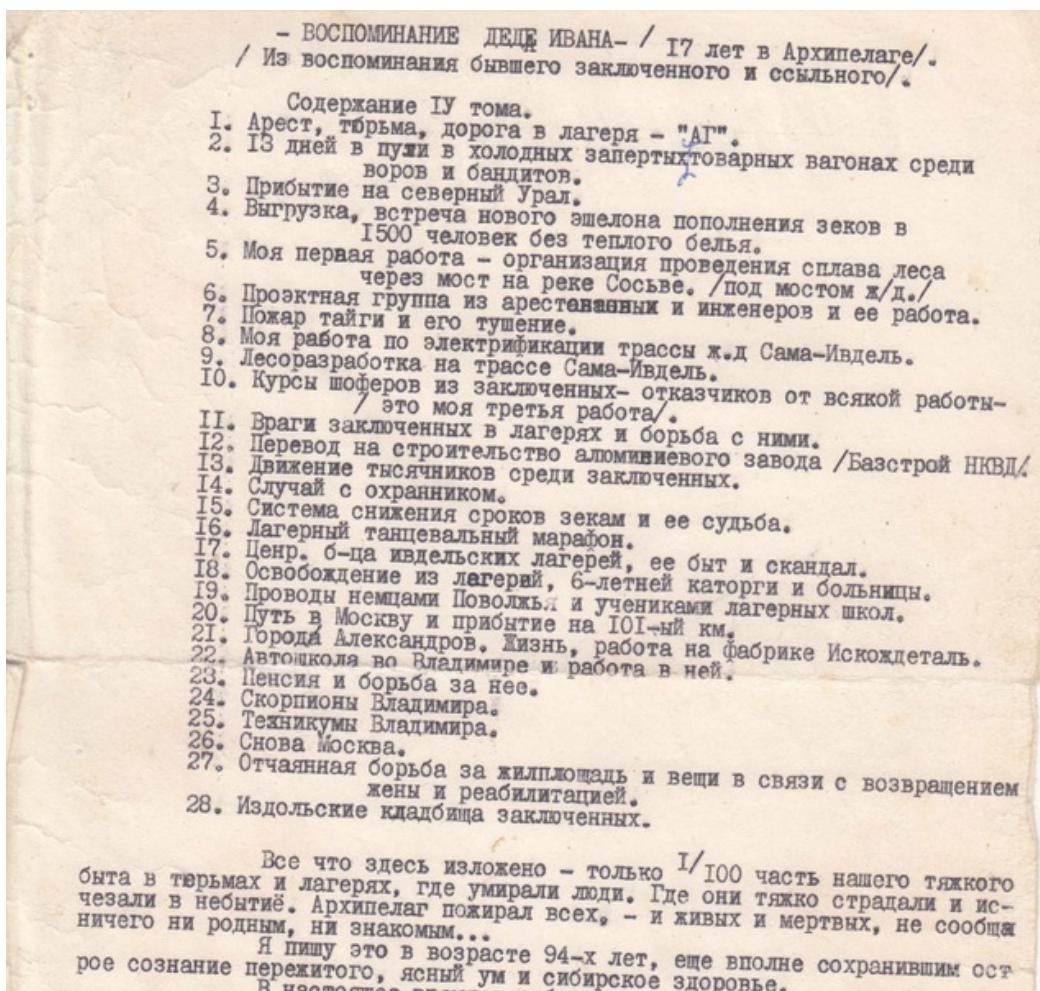 - ВОСПОМИНАНИЕ ДЕДЕ ИВАНА- / 17 лет в Архипелаге/.
/ Из воспоминания бывшего заключенного и ссыльного/.
Содержание IУ тома.
I. Арест, тюрьма, дорога в лагеря - "АГ".
2. I3 дней в пути в холодных запертых товарных вагонах среди
воров и бандитов.
3. Прибытие на северный Урал.
4. Выгрузка, встреча нового эшелона пополнения зеков в
I500 человек без теплого белья.
5. Моя первая работа - организация проведения сплава леса
через мост на реке Сосьве. /под мостом ж/д./
6. Проэктная группа из арестованных и инженеров и ее работа.
7. Пожар тайги и его тушение.
8. Моя работа по электрификации трассы ж.д Сама-Ивдель.
9. Лесоразработка на трассе Сама-Ивдель.
I0. Курсы шоферов из заключенных- отказчиков от всякой работы-
/ это моя третья работа/.
II. Враги заключенных в лагерях и борьба с ними.
I2. Перевод на строительство алюминиевого завода /Базстрой НКВД/.
I3. Движение тысячников среди заключенных.
I4. Случай с охранником.
I5. Система снижения сроков зекам и ее судьба.
I6. Лагерный танцевальный марафон.
I7. Ценр. б-ца ивдельских лагерей, ее быт и скандал.
I8. Освобождение из лагерий, 6-летней каторги и больницы.
I9. Проводы немцами Поволжья и учениками лагерных школ.
20. Путь в Москву и прибытие на I0I-ый км.
2I. Города Александров. Жизнь, работа на фабрике Искождеталь.
22. Автошкола во Владимире и работа в ней.
23. Пенсия и борьба за нее.
24. Скорпионы Владимира.
25. Техникумы Владимира.
26. Снова Москва.
27. Отчаянная борьба за жилплощадь и вещи в связи с возвращением
жены и реабилитацией.
28. Издольские кладбища заключенных.
Все что здесь изложено - только I/I00 часть нашего тяжкого
быта в тюрьмах и лагерях, где умирали люди. Где они тяжко страдали и ис-
чезали в небытиё. Архипелаг пожирал всех, - и живых и мертвых, не сообщая
ничего ни родным, ни знакомым...
Я пишу это в возрасте 94-х лет, еще вполне сохранившим ост
рое сознание пережитого, ясный ум и сибирское здоровье.